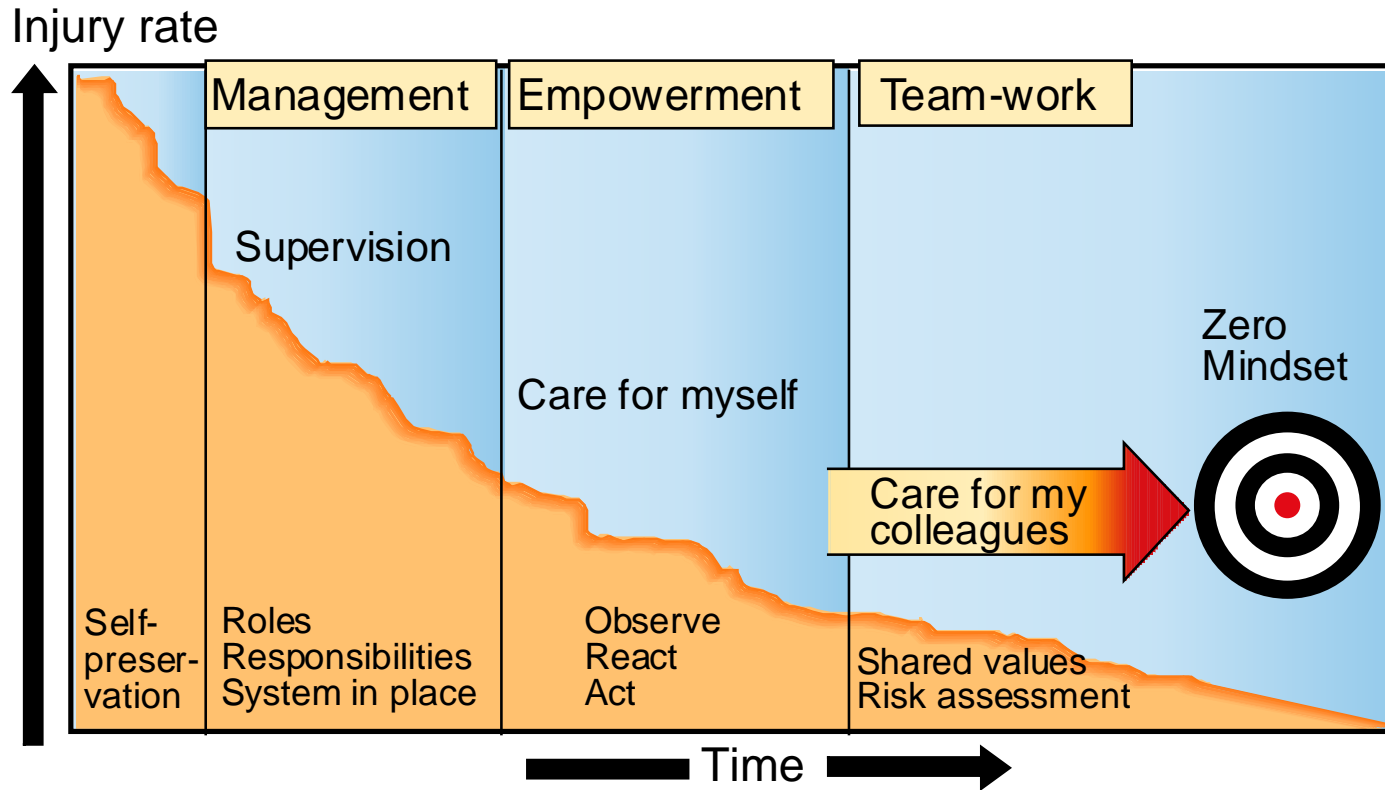 Injury rate
Management
Empowerment
Team-work
Supervision
Care for myself
Zero
Mindset
Care for my
colleagues
Self-
preser-
vation
Roles
Responsibilities
System in place
Observe
React
Act
Shared values
Risk assessment
Time